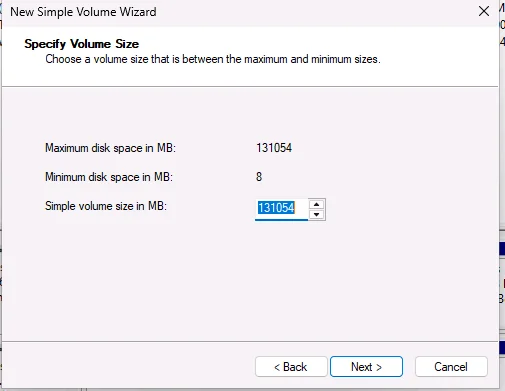 New Simple Volume Wizard
Specify Volume Size
Choose a volume size that is between the maximum and minimum sizes.
Maximum disk space in MB: 131054
Minimum disk space in MB: 8
Simple volume size in MB: 131054
< Back Next > Cancel